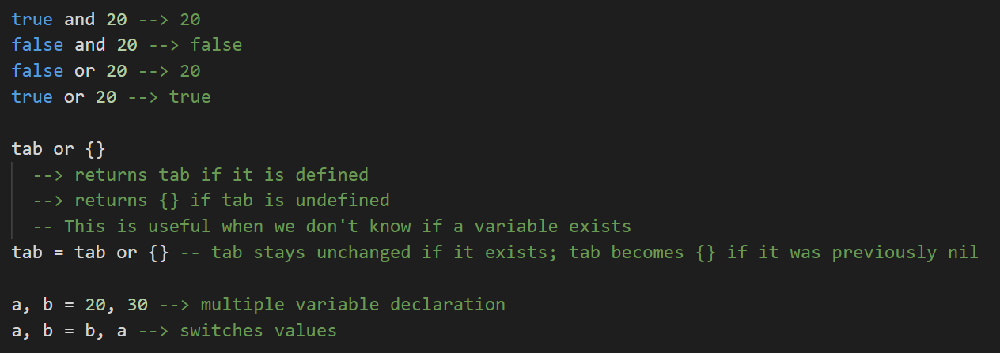 true and 20 --> 20
false and 20 --> false
false or 20 --> 20
true or 20 --> true
tab or {}
--> returns tab if it is defined
--> returns {} if tab is undefined
-- This is useful when we don't know if a variable exists
tab = tab or {} -- tab stays unchanged if it exists; tab becomes {} if it was previously nil
a, b = 20, 30 --> multiple variable declaration
a, b = b, a --> switches values